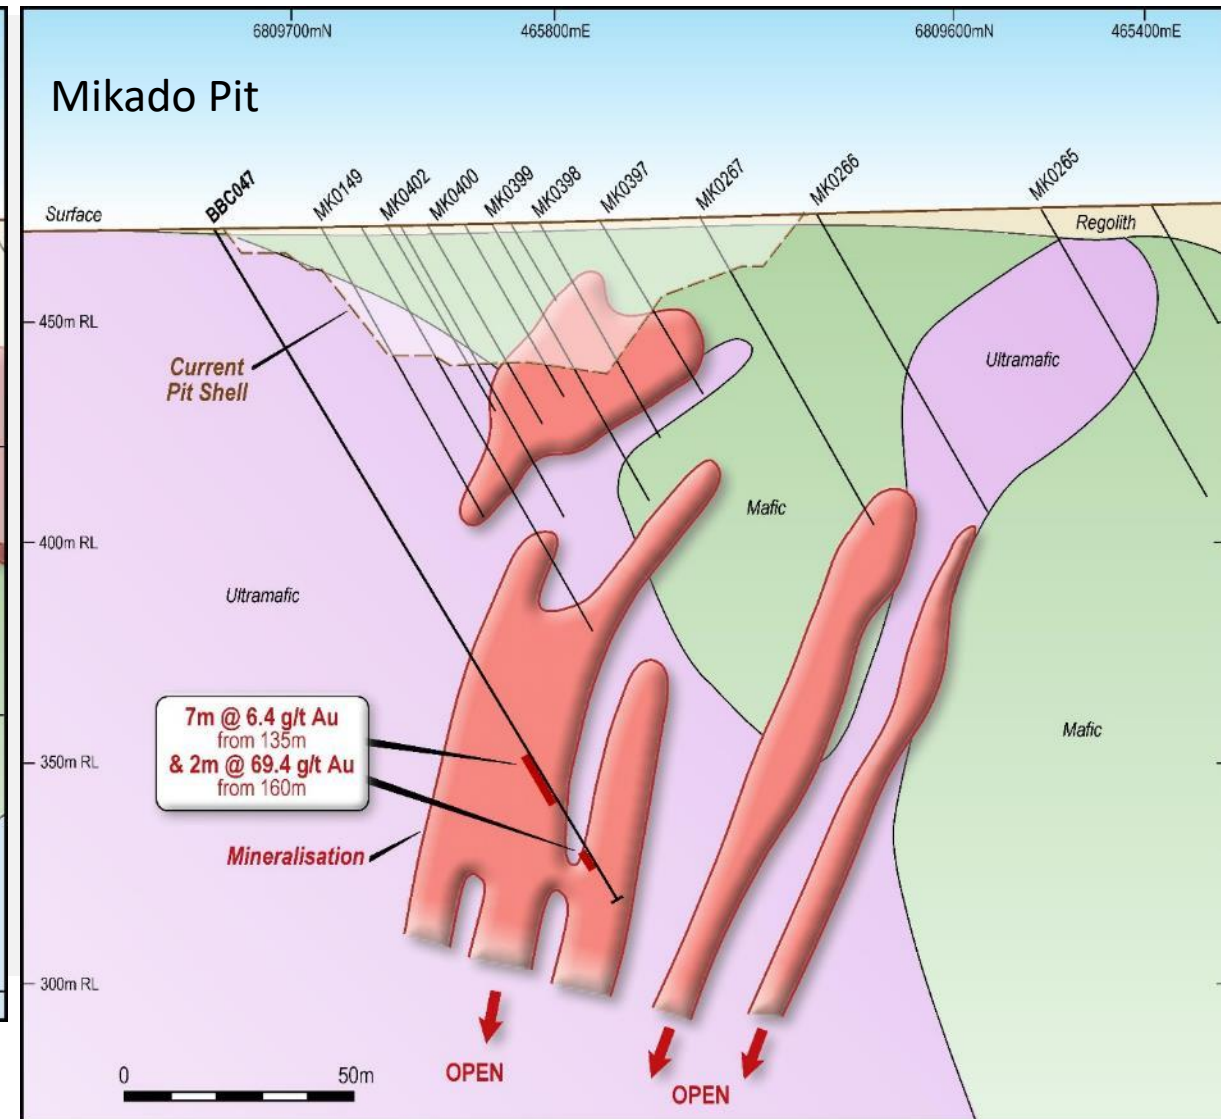 6809700mN
465800mE
6809600mN
465400mE
Mikado Pit
Surface
BBC047
MK0149
MK0402
MK0400
MK0399
MK0398
MK0397
MK0267
MK0266
MK0265
Regolith
450m RL
Current
Pit Shell
Ultramafic
Mafic
400m RL
Ultramafic
7m @ 6.4 g/t Au
from 135m
& 2m @ 69.4 g/t Au
from 160m
350m RL
Mafic
Mineralisation
300m RL
OPEN
OPEN
0
50m